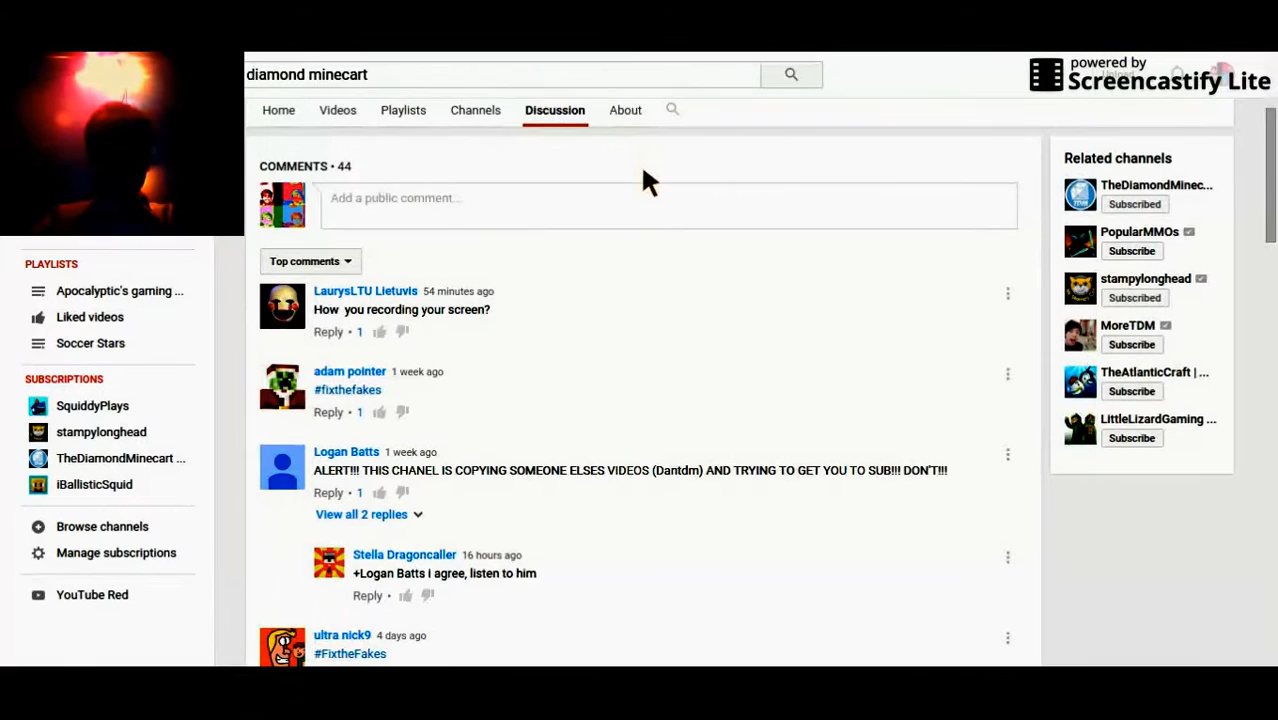 diamond minecart
powered by
Screencastify Lite
Home Videos Playlists Channels Discussion About
COMMENTS • 44
Add a public comment...
Top comments
LaurysLTU Lietuvis 54 minutes ago
How you recording your screen?
Reply • 1
adam pointer 1 week ago
#fixthefakes
Reply • 1
Logan Batts 1 week ago
ALERT!!! THIS CHANEL IS COPYING SOMEONE ELSES VIDEOS (Dantdm) AND TRYING TO GET YOU TO SUB!!! DON'T!!!
Reply • 1
View all 2 replies
Stella Dragoncaller 16 hours ago
+Logan Batts i agree, listen to him
Reply •
ultra nick9 4 days ago
#FixtheFakes
PLAYLISTS
Apocalyptic's gaming ...
Liked videos
Soccer Stars
SUBSCRIPTIONS
SquiddyPlays
stampylonghead
TheDiamondMinecart ...
iBallisticSquid
Browse channels
Manage subscriptions
YouTube Red
Related channels
TheDiamondMinec...
Subscribed
PopularMMOs
Subscribe
stampylonghead
Subscribed
MoreTDM
Subscribe
TheAtlanticCraft | ...
Subscribe
LittleLizardGaming ...
Subscribe